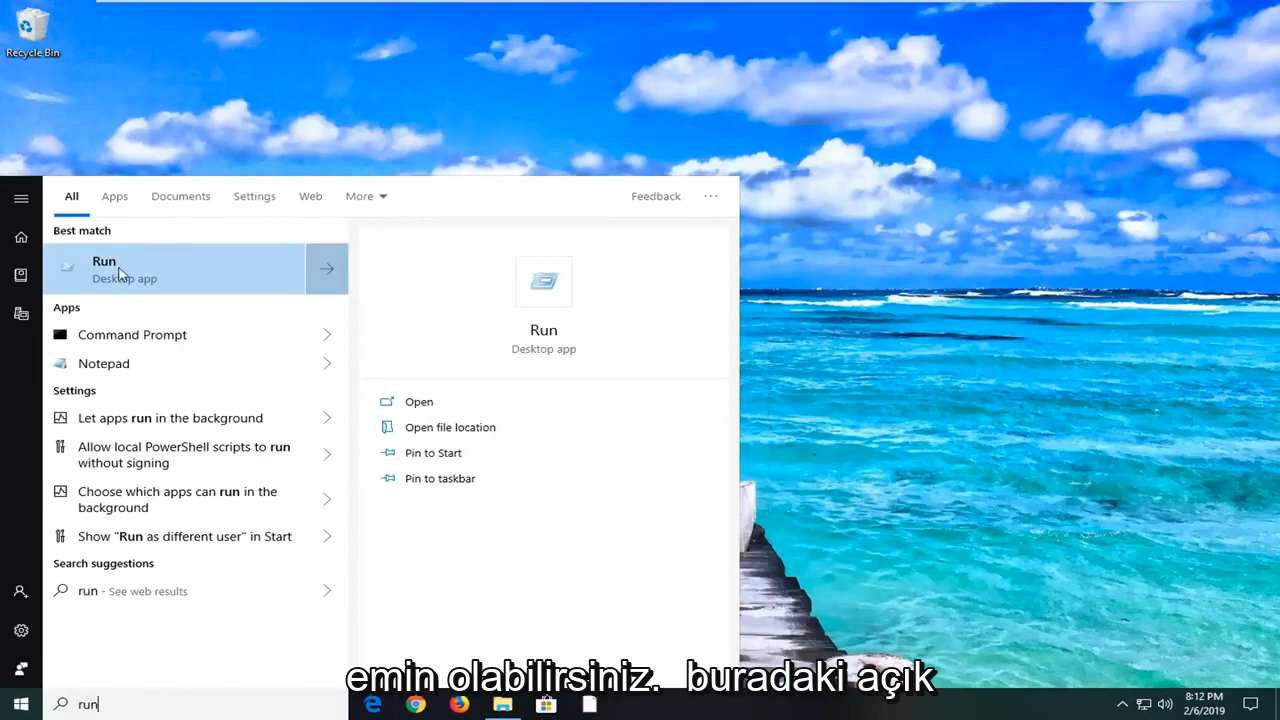 Recycle Bin
All Apps Documents Settings Web More Feedback ...
Best match
Run
Desktop app
Apps
Command Prompt
Notepad
Settings
Let apps run in the background
Allow local PowerShell scripts to run
without signing
Choose which apps can run in the
background
Show "Run as different user" in Start
Search suggestions
run - See web results
Run
Desktop app
Open
Open file location
Pin to Start
Pin to taskbar
emin olabilirsiniz. buradaki açık
run
8:12 PM
2/6/2019